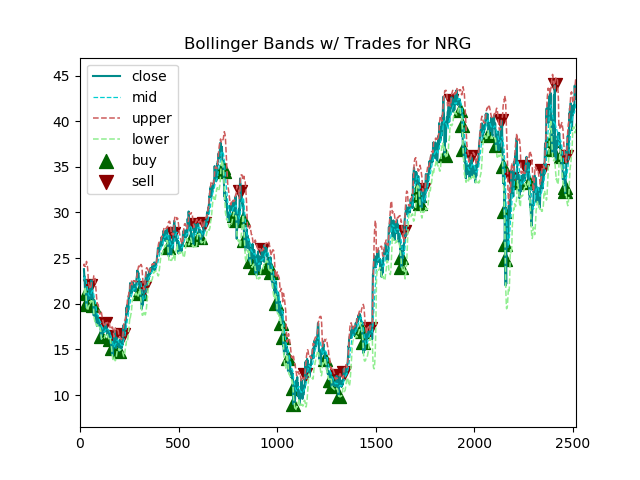 Bollinger Bands w/ Trades for NRG
close
mid
upper
lower
buy
sell
45
40
35
30
25
20
15
10
0 500 1000 1500 2000 2500